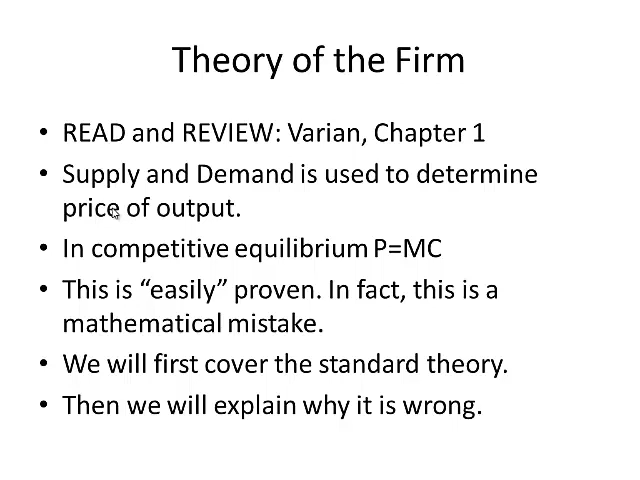 Theory of the Firm
• READ and REVIEW: Varian, Chapter 1
• Supply and Demand is used to determine
price of output.
• In competitive equilibrium P=MC
• This is “easily” proven. In fact, this is a
mathematical mistake.
• We will first cover the standard theory.
• Then we will explain why it is wrong.